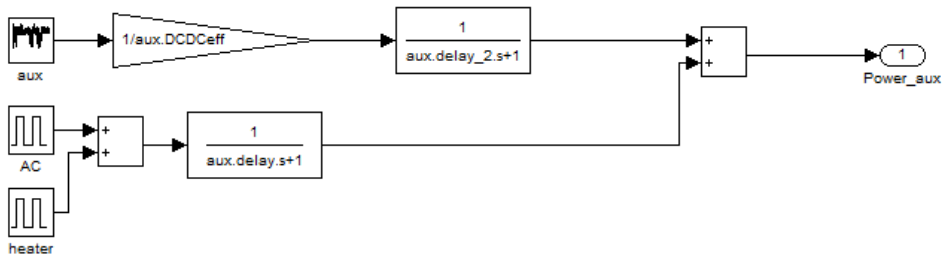 aux
1/aux.DCDCeff
1
aux.delay_2.s+1
+
+
1
Power_aux
AC
+
+
1
aux.delay.s+1
heater